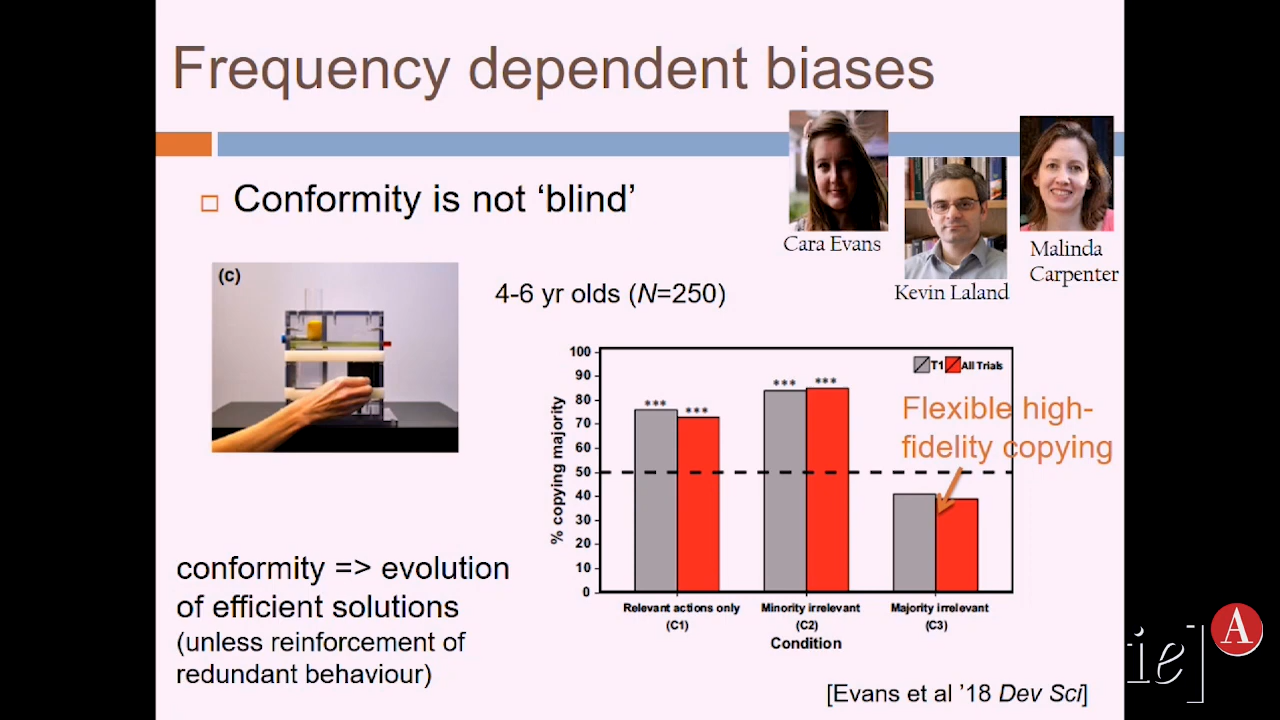 Frequency dependent biases
Conformity is not ‘blind’
Cara Evans
Kevin Laland
Malinda
Carpenter
(c)
4-6 yr olds (N=250)
% copying majority
100
90
80
70
60
50
40
30
20
10
0
T1 All Trials
*** ***
*** ***
Flexible high-
fidelity copying
Relevant actions only
(C1)
Minority irrelevant
(C2)
Majority irrelevant
(C3)
Condition
conformity => evolution
of efficient solutions
(unless reinforcement of
redundant behaviour)
[Evans et al ’18 Dev Sci]
ie]
A